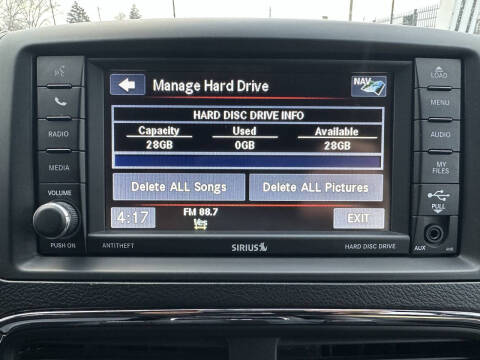 LOAD
Manage Hard Drive
NAV
MENU
HARD DISC DRIVE INFO
RADIO
Capacity Used Available
AUDIO
28GB 0GB 28GB
MEDIA
MY FILES
Delete ALL Songs Delete ALL Pictures
VOLUME
PULL
4:17
FM 88.7
EXIT
PUSH ON
ANTITHEFT
SIRIUS
HARD DISC DRIVE
AUX